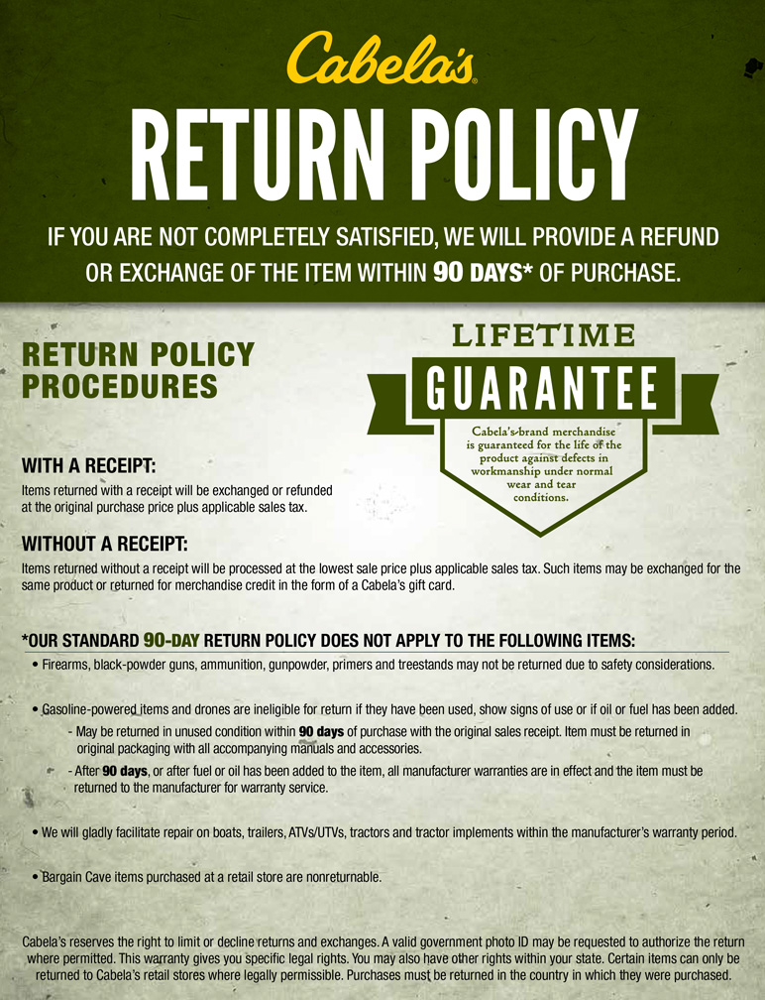 Cabela's®
RETURN POLICY
IF YOU ARE NOT COMPLETELY SATISFIED, WE WILL PROVIDE A REFUND
OR EXCHANGE OF THE ITEM WITHIN 90 DAYS* OF PURCHASE.
RETURN POLICY
PROCEDURES
LIFETIME
GUARANTEE
Cabela's-brand merchandise
is guaranteed for the life of the
product against defects in
workmanship under normal
wear and tear
conditions.
WITH A RECEIPT:
Items returned with a receipt will be exchanged or refunded
at the original purchase price plus applicable sales tax.
WITHOUT A RECEIPT:
Items returned without a receipt will be processed at the lowest sale price plus applicable sales tax. Such items may be exchanged for the
same product or returned for merchandise credit in the form of a Cabela's gift card.
*OUR STANDARD 90-DAY RETURN POLICY DOES NOT APPLY TO THE FOLLOWING ITEMS:
• Firearms, black-powder guns, ammunition, gunpowder, primers and treestands may not be returned due to safety considerations.
• Gasoline-powered items and drones are ineligible for return if they have been used, show signs of use or if oil or fuel has been added.
- May be returned in unused condition within 90 days of purchase with the original sales receipt. Item must be returned in
original packaging with all accompanying manuals and accessories.
- After 90 days, or after fuel or oil has been added to the item, all manufacturer warranties are in effect and the item must be
returned to the manufacturer for warranty service.
• We will gladly facilitate repair on boats, trailers, ATVs/UTVs, tractors and tractor implements within the manufacturer's warranty period.
• Bargain Cave items purchased at a retail store are nonreturnable.
Cabela's reserves the right to limit or decline returns and exchanges. A valid government photo ID may be requested to authorize the return
where permitted. This warranty gives you specific legal rights. You may also have other rights within your state. Certain items can only be
returned to Cabela's retail stores where legally permissible. Purchases must be returned in the country in which they were purchased.